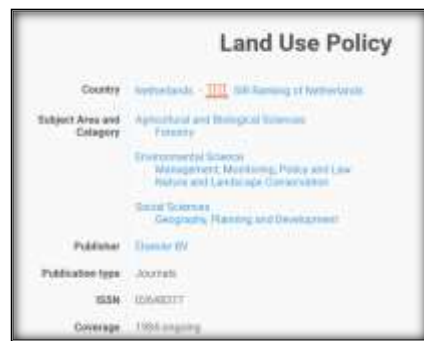 Land Use Policy
Country Netherlands - SIR Ranking of Netherlands
Subject Area and Category Agricultural and Biological Sciences
Forestry
Environmental Science
Management, Monitoring, Policy and Law
Nature and Landscape Conservation
Social Sciences
Geography, Planning and Development
Publisher Elsevier BV
Publication type Journals
ISSN
Coverage 1984-ongoing